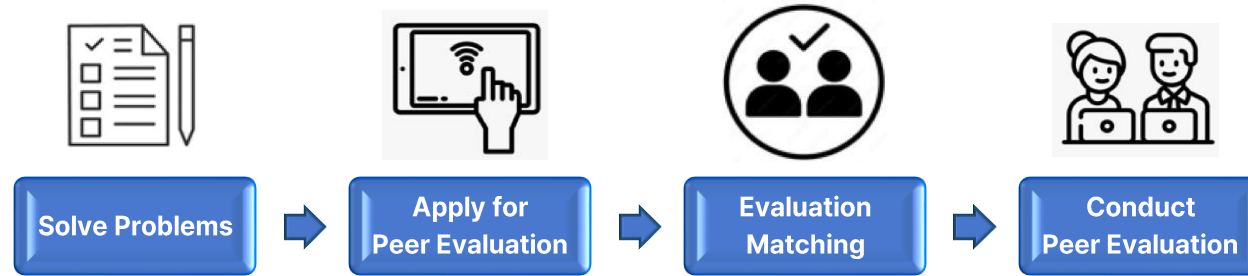 Solve Problems
Apply for
Peer Evaluation
Evaluation
Matching
Conduct
Peer Evaluation